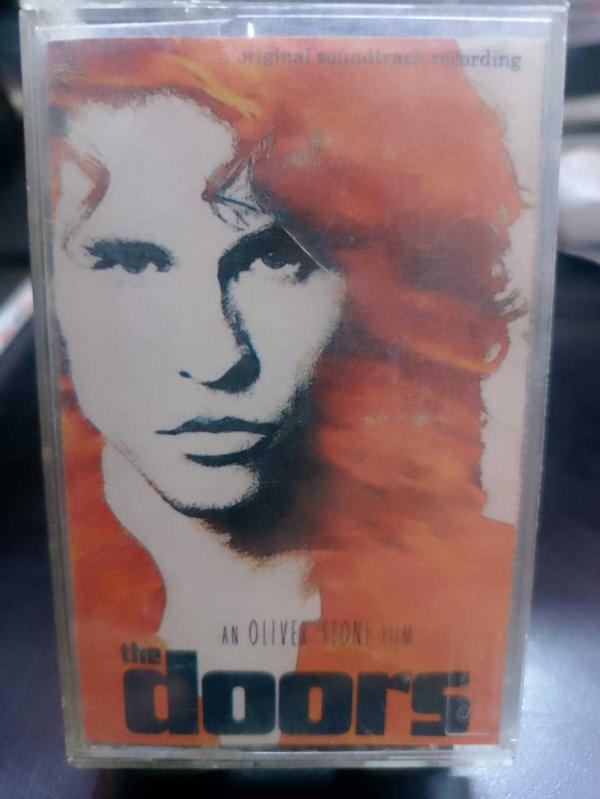 original soundtrack recording
AN OLIVER STONE FILM
the
doors